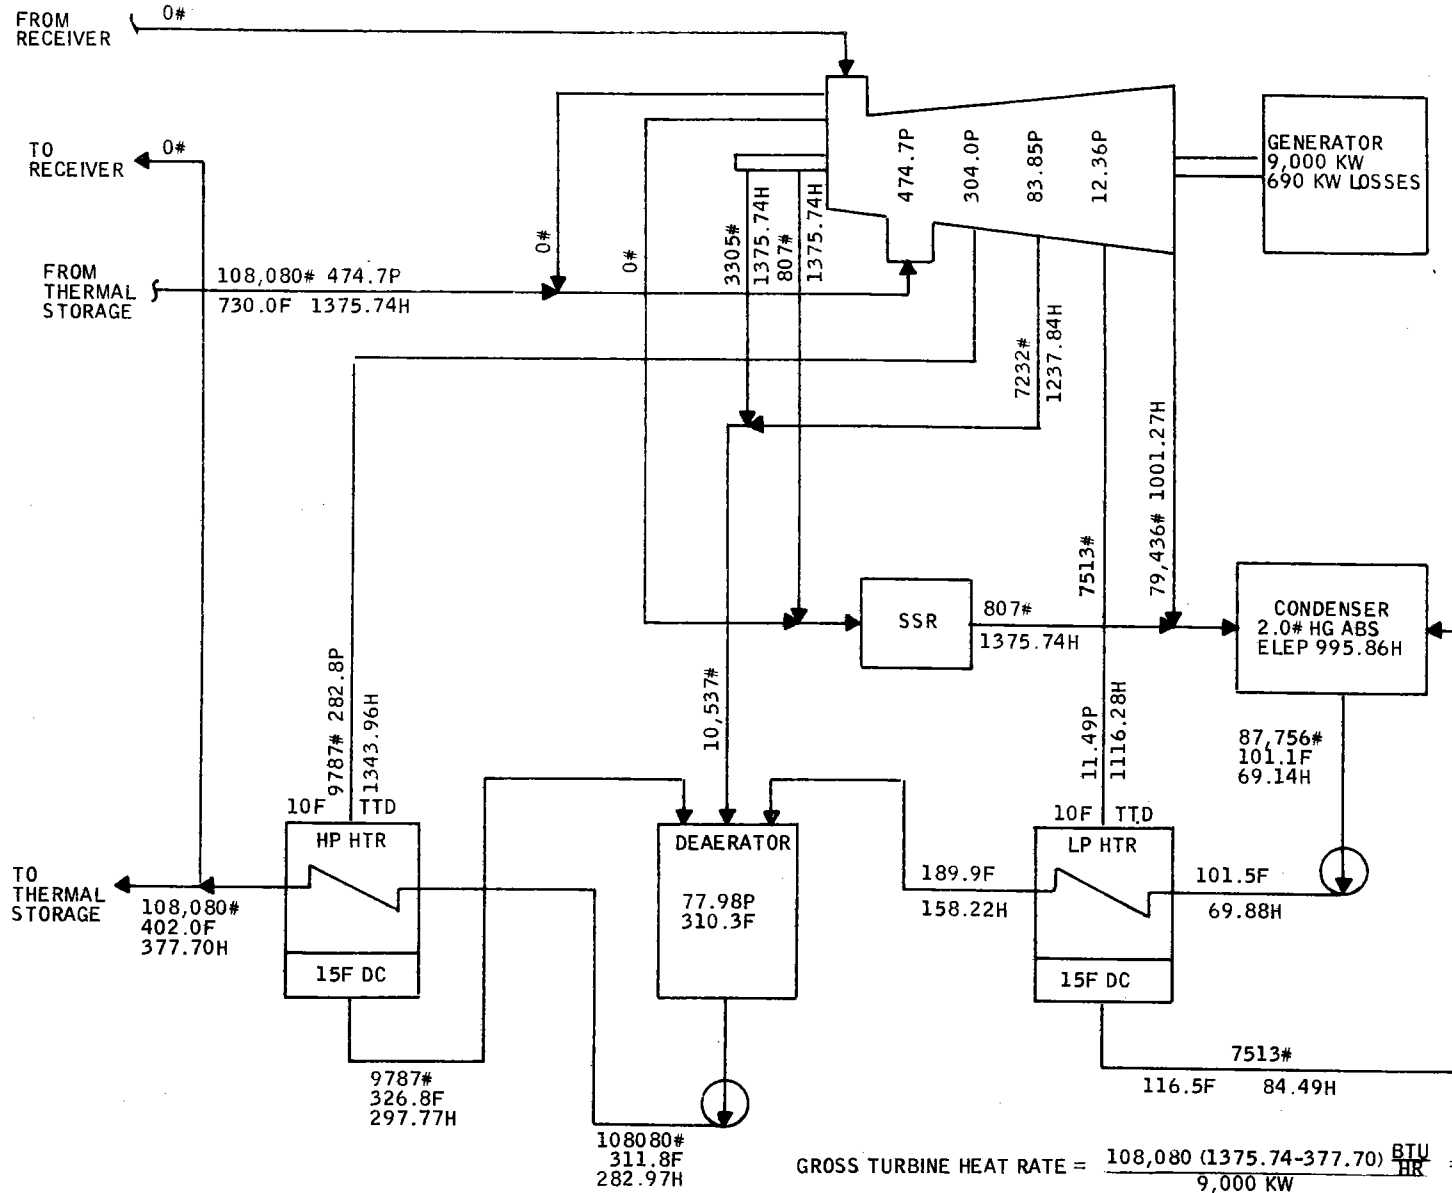 FROM
RECEIVER
0#
TO
RECEIVER
0#
FROM
THERMAL
STORAGE
108,080# 474.7P
730.0F 1375.74H
0#
0#
3305#
1375.74H
807#
1375.74H
474.7P
304.0P
83.85P
12.36P
GENERATOR
9,000 KW
690 KW LOSSES
7232#
1237.84H
7513#
79,436# 1001.27H
SSR
807#
1375.74H
CONDENSER
2.0# HG ABS
ELEP 995.86H
9787# 282.8P
1343.96H
10,537#
11.49P
1116.28H
87,756#
101.1F
69.14H
10F TTD
HP HTR
15F DC
DEAERATOR
77.98P
310.3F
10F TTD
LP HTR
15F DC
189.9F
158.22H
101.5F
69.88H
TO
THERMAL
STORAGE
108,080#
402.0F
377.70H
9787#
326.8F
297.77H
108080#
311.8F
282.97H
7513#
116.5F 84.49H
GROSS TURBINE HEAT RATE = 108,080 (1375.74-377.70) BTU
HR =
9,000 KW